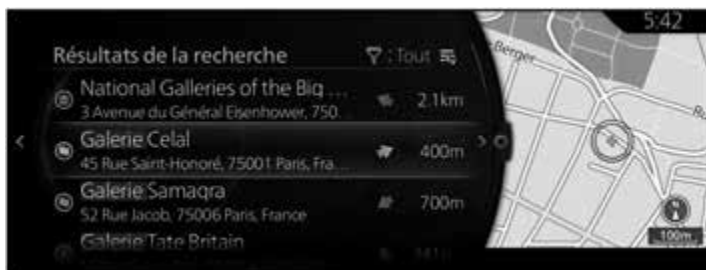 5:42
Résultats de la recherche
: Tout
National Galleries of the Big ...
3 Avenue du Général Eisenhower, 750.
2.1km
Galerie Celal
45 Rue Saint-Honoré, 75001 Paris, Fra...
400m
Galerie Samagra
52 Rue Jacob, 75006 Paris, France
700m
Galerie Tate Britain
Berger
Ru
N
100m